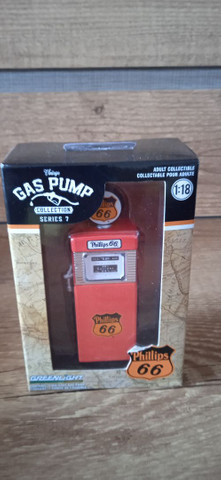 Vintage
GAS PUMP
COLLECTION
SERIES 7
ADULT COLLECTIBLE
COLLECTABLE POUR ADULTE
1:18
66
Phillips 66
Phillips
66
Phillips
66
GREENLIGHT